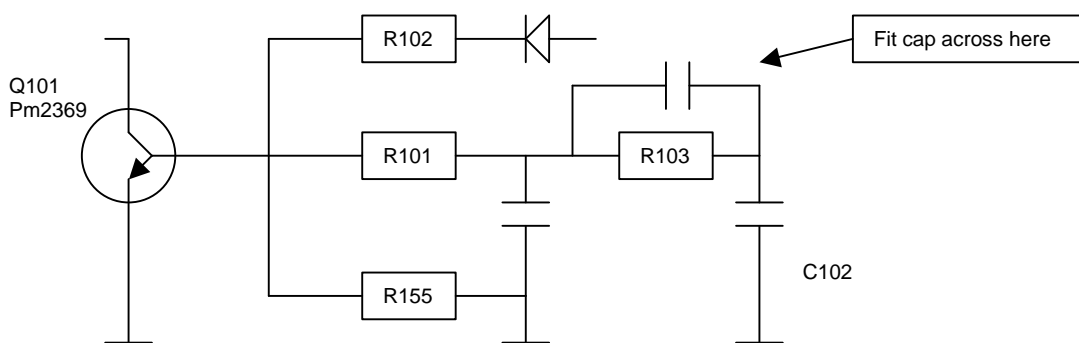 R102
Fit cap across here
Q101
Pm2369
R101
R103
C102
R155